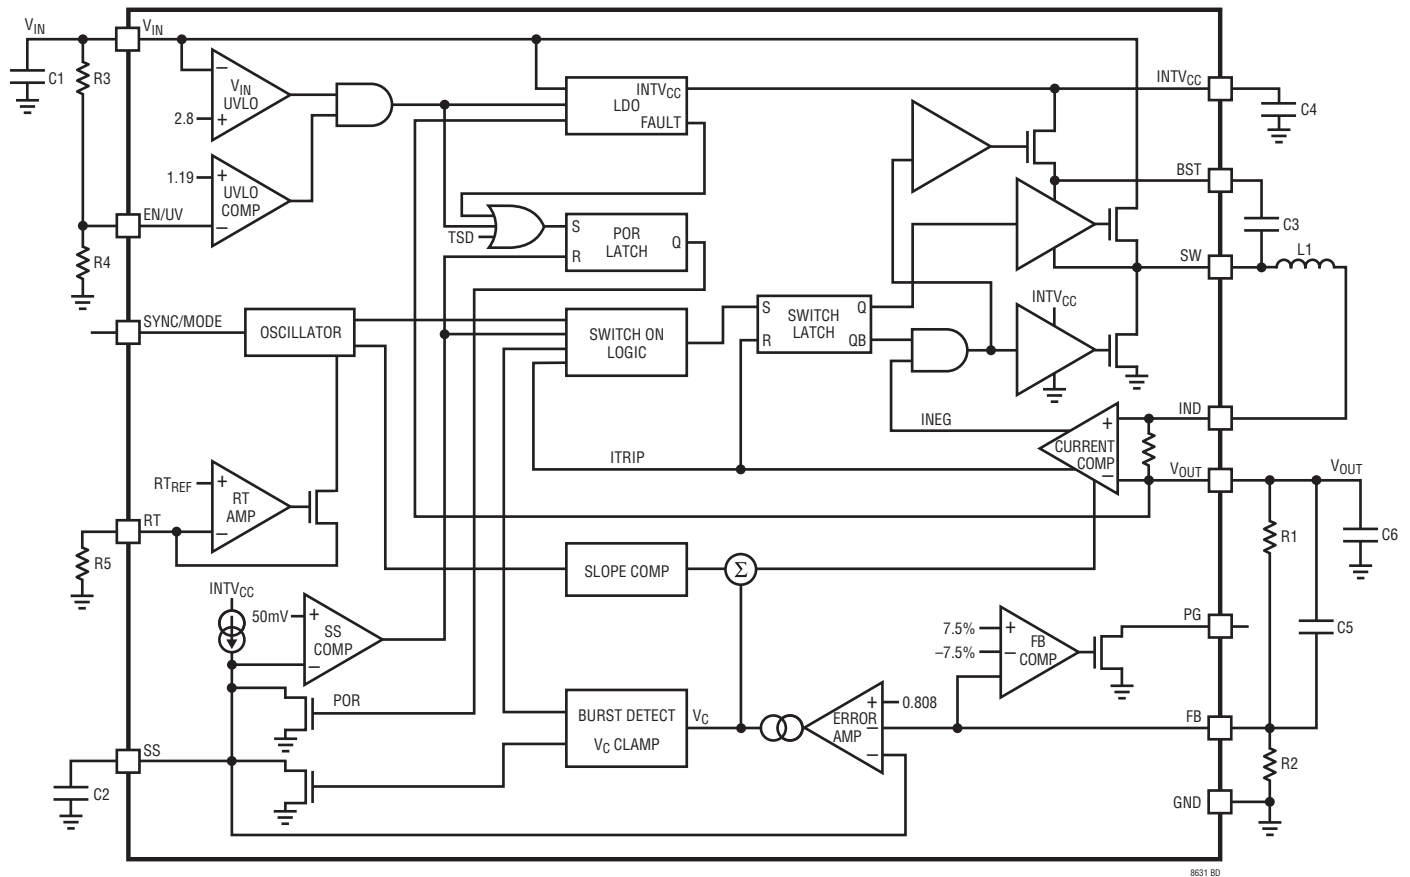 VIN
VIN
C1
R3
VIN
UVLO
2.8
INTVCC
LDO
FAULT
INTVCC
C4
1.19
UVLO
COMP
BST
EN/UV
TSD
S
R
POR
LATCH
Q
C3
R4
SW
L1
SYNC/MODE
OSCILLATOR
SWITCH ON
LOGIC
S
R
SWITCH
LATCH
Q
QB
INTVCC
IND
INEG
CURRENT
COMP
ITRIP
VOUT
VOUT
RTREF
RT
AMP
RT
R5
R1
C6
SLOPE COMP
Σ
INTVCC
50mV
SS
COMP
PG
C5
7.5%
–7.5%
FB
COMP
POR
BURST DETECT
VC CLAMP
VC
0.808
ERROR
AMP
FB
SS
C2
R2
GND
8631 BD